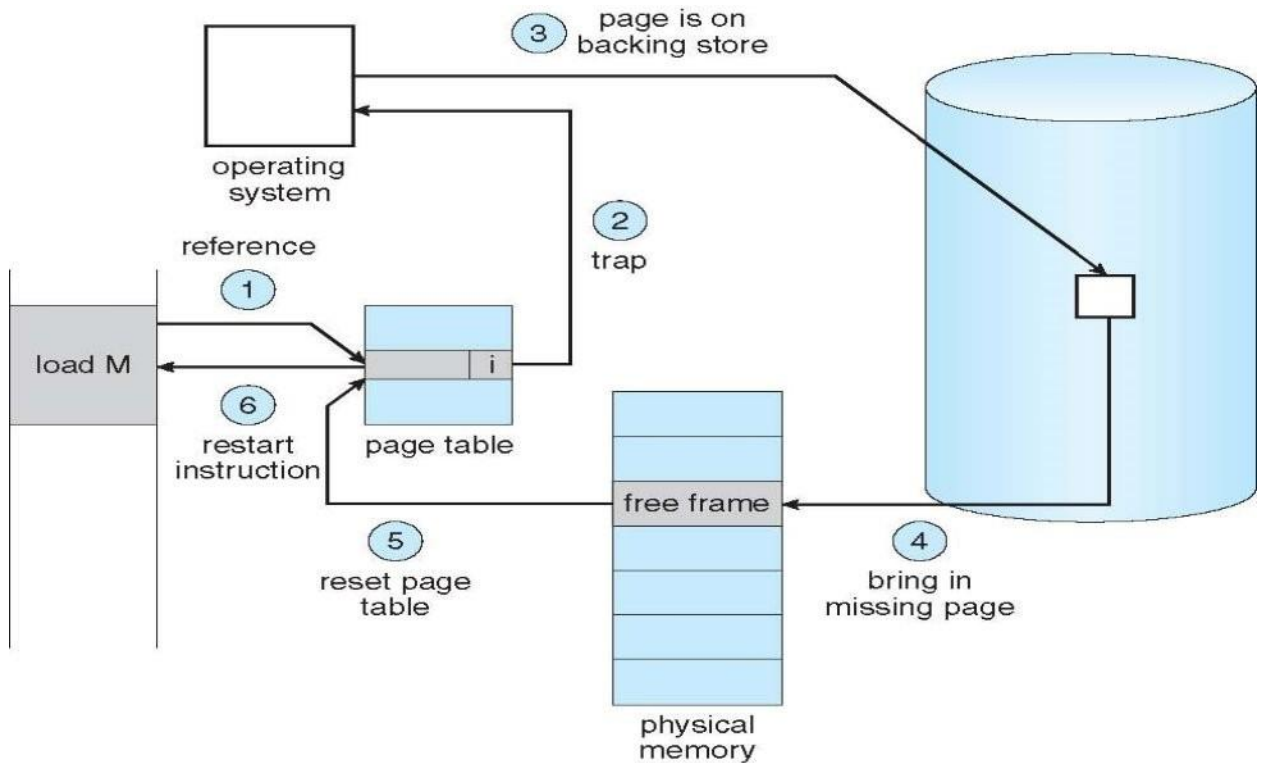 3
page is on
backing store
operating
system
2
trap
reference
1
load M
i
6
restart
instruction
page table
free frame
5
reset page
table
4
bring in
missing page
physical
memory